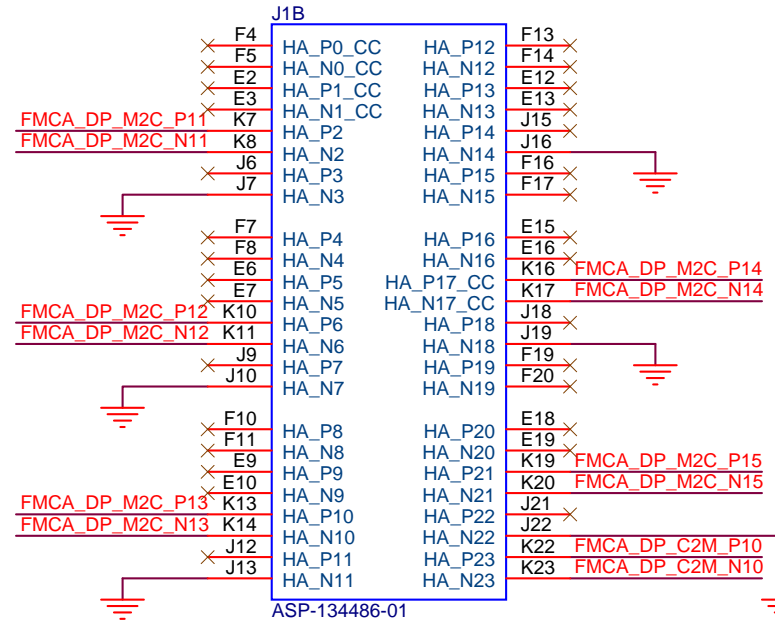 J1B
F4 HA_P0_CC HA_P12 F13
F5 HA_N0_CC HA_N12 F14
E2 HA_P1_CC HA_P13 E12
E3 HA_N1_CC HA_N13 E13
FMCA_DP_M2C_P11 K7 HA_P2 HA_P14 J15
FMCA_DP_M2C_N11 K8 HA_N2 HA_N14 J16
J6 HA_P3 HA_P15 F16
J7 HA_N3 HA_N15 F17
F7 HA_P4 HA_P16 E15
F8 HA_N4 HA_N16 E16
E6 HA_P5 HA_P17_CC K16 FMCA_DP_M2C_P14
E7 HA_N5 HA_N17_CC K17 FMCA_DP_M2C_N14
FMCA_DP_M2C_P12 K10 HA_P6 HA_P18 J18
FMCA_DP_M2C_N12 K11 HA_N6 HA_N18 J19
J9 HA_P7 HA_P19 F19
J10 HA_N7 HA_N19 F20
F10 HA_P8 HA_P20 E18
F11 HA_N8 HA_N20 E19
E9 HA_P9 HA_P21 K19 FMCA_DP_M2C_P15
E10 HA_N9 HA_N21 K20 FMCA_DP_M2C_N15
FMCA_DP_M2C_P13 K13 HA_P10 HA_P22 J21
FMCA_DP_M2C_N13 K14 HA_N10 HA_N22 J22
J12 HA_P11 HA_P23 K22 FMCA_DP_C2M_P10
J13 HA_N11 HA_N23 K23 FMCA_DP_C2M_N10
ASP-134486-01